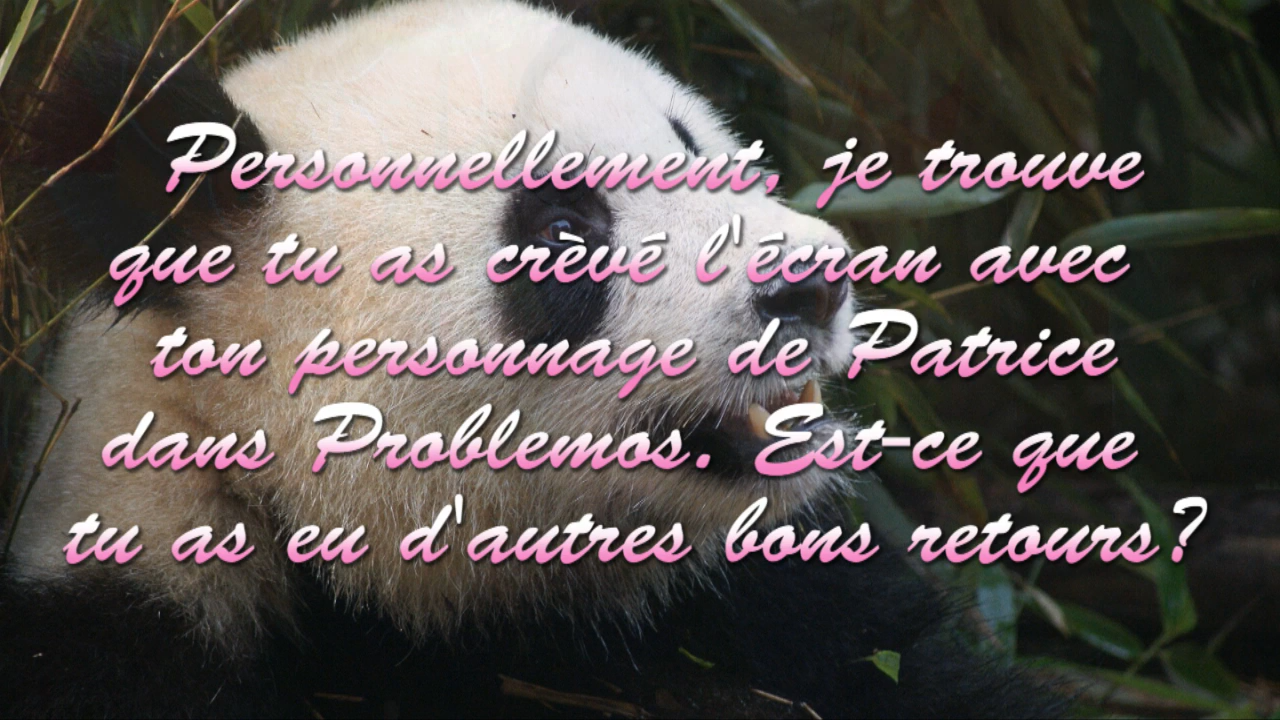 Personnellement, je trouve
que tu as crèvé l'écran avec
ton personnage de Patrice
dans Problemos. Est-ce que
tu as eu d'autres bons retours?